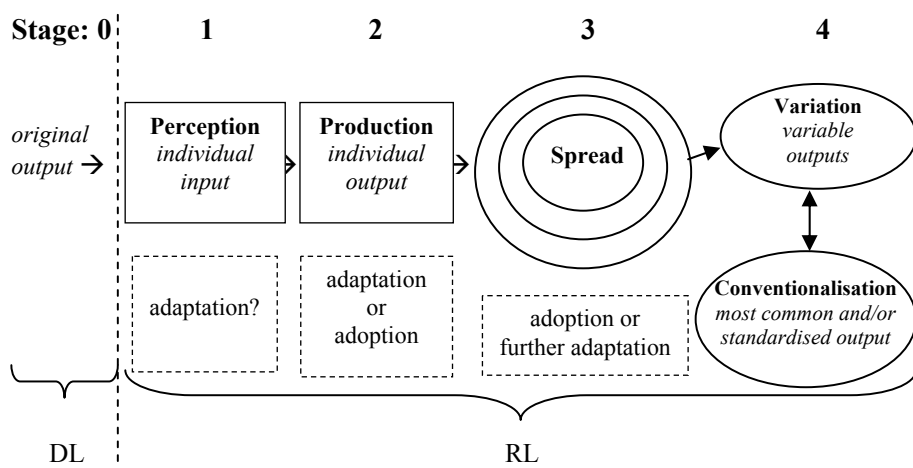 Stage: 0 1 2 3 4
original
output →
Perception
individual
input
→
Production
individual
output
→
Spread
Variation
variable
outputs
adaptation?
adaptation
or
adoption
adoption or
further adaptation
Conventionalisation
most common and/or
standardised output
DL RL